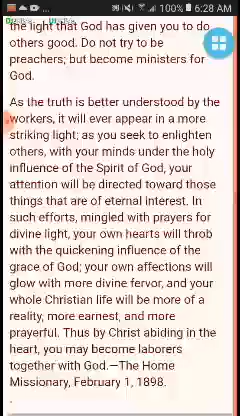 100% 6:28 AM
the light that God has given you to do
others good. Do not try to be
preachers; but become ministers for
God.
As the truth is better understood by the
workers, it will ever appear in a more
striking light; as you seek to enlighten
others, with your minds under the holy
influence of the Spirit of God, your
attention will be directed toward those
things that are of eternal interest. In
such efforts, mingled with prayers for
divine light, your own hearts will throb
with the quickening influence of the
grace of God; your own affections will
glow with more divine fervor, and your
whole Christian life will be more of a
reality, more earnest, and more
prayerful. Thus by Christ abiding in the
heart, you may become laborers
together with God.—The Home
Missionary, February 1, 1898.
.